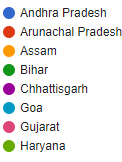 Andhra Pradesh
Arunachal Pradesh
Assam
Bihar
Chhattisgarh
Goa
Gujarat
Haryana